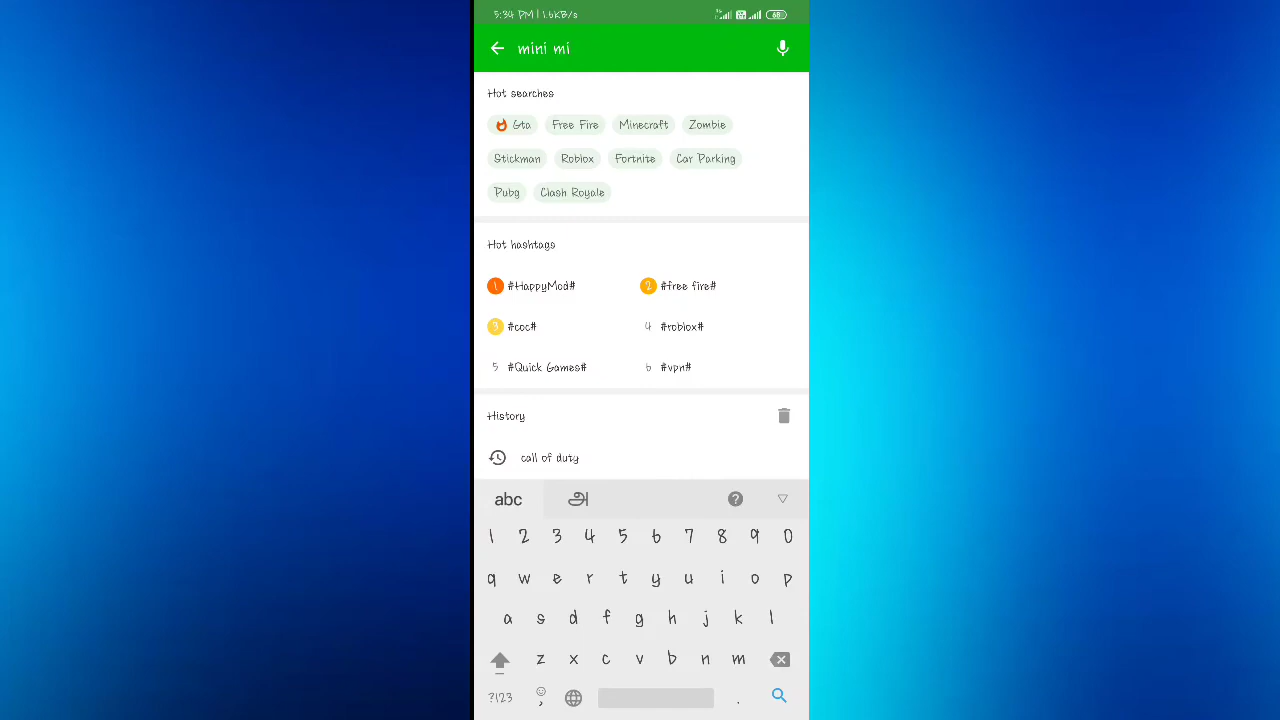 5:34 PM | 1.6KB/s 68
mini mi
Hot searches
Gta Free Fire Minecraft Zombie
Stickman Roblox Fortnite Car Parking
Pubg Clash Royale
Hot hashtags
1 #HappyMod# 2 #free fire#
3 #coc# 4 #roblox#
5 #Quick Games# 6 #vpn#
History
call of duty
abc அ ?
1 2 3 4 5 6 7 8 9 0
q w e r t y u i o p
a s d f g h j k l
z x c v b n m
?123 , .